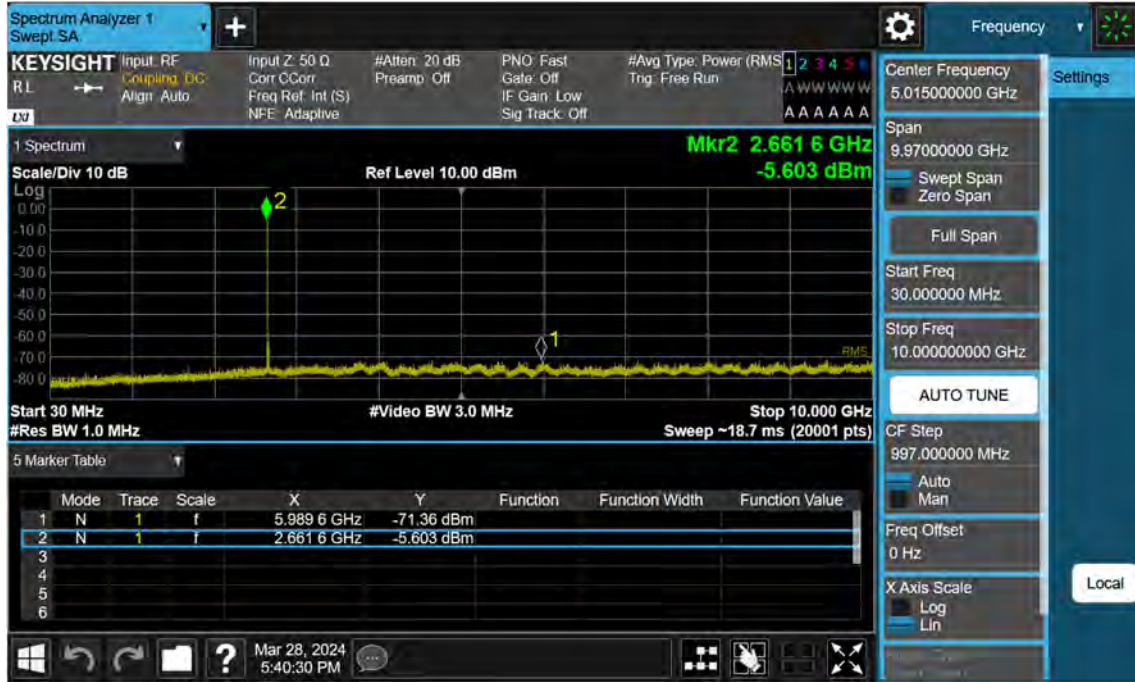 Spectrum Analyzer 1
Swept SA
+
Frequency
KEYSIGHT
RL
LXI
Input: RF
Coupling: DC
Align: Auto
Input Z: 50 Ω
Corr CCorr
Freq Ref: Int (S)
NFE: Adaptive
#Atten: 20 dB
Preamp: Off
PNO: Fast
Gate: Off
IF Gain: Low
Sig Track: Off
#Avg Type: Power (RMS
Trig: Free Run
1 2 3 4 5 6
A W W W W W
A A A A A A
1 Spectrum
Scale/Div 10 dB
Ref Level 10.00 dBm
Mkr2 2.661 6 GHz
-5.603 dBm
Log
0.00
-10.0
-20.0
-30.0
-40.0
-50.0
-60.0
-70.0
-80.0
2
1
RMS
Start 30 MHz
#Video BW 3.0 MHz
Stop 10.000 GHz
#Res BW 1.0 MHz
Sweep ~18.7 ms (20001 pts)
5 Marker Table
Mode Trace Scale X Y Function Function Width Function Value
1 N 1 f 5.989 6 GHz -71.36 dBm
2 N 1 f 2.661 6 GHz -5.603 dBm
3
4
5
6
?
Mar 28, 2024
5:40:30 PM
Center Frequency
5.015000000 GHz
Span
9.97000000 GHz
Swept Span
Zero Span
Full Span
Start Freq
30.000000 MHz
Stop Freq
10.000000000 GHz
AUTO TUNE
CF Step
997.000000 MHz
Auto
Man
Freq Offset
0 Hz
X Axis Scale
Log
Lin
Settings
Local